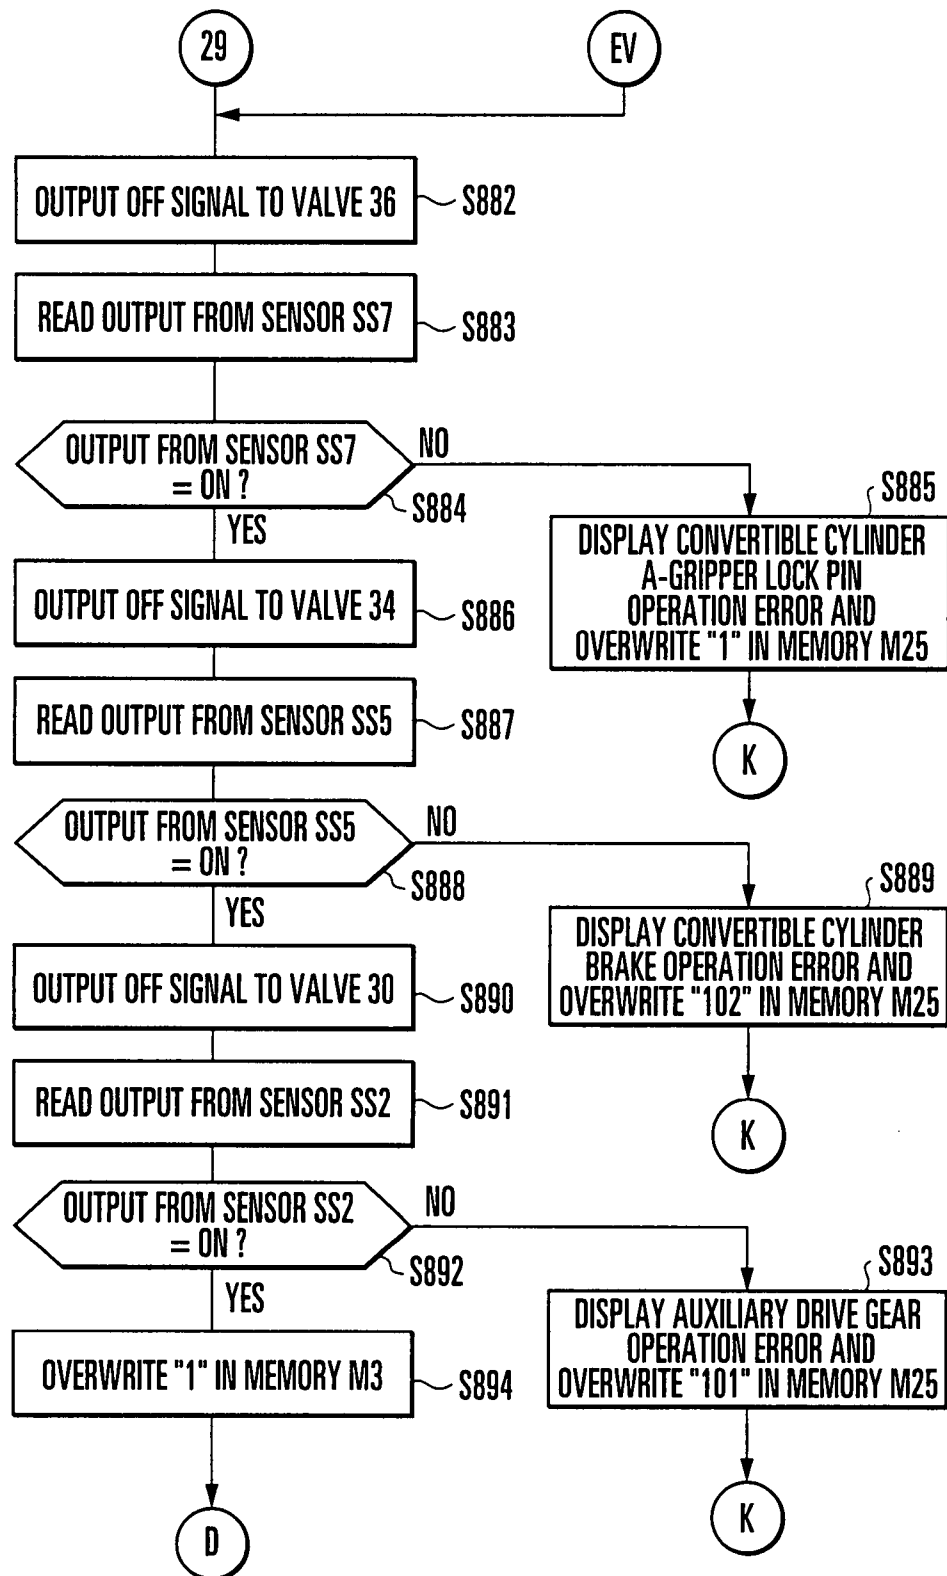 29
EV
OUTPUT OFF SIGNAL TO VALVE 36
S882
READ OUTPUT FROM SENSOR SS7
S883
OUTPUT FROM SENSOR SS7
= ON ?
S884
NO
YES
S885
DISPLAY CONVERTIBLE CYLINDER
A-GRIPPER LOCK PIN
OPERATION ERROR AND
OVERWRITE "1" IN MEMORY M25
K
OUTPUT OFF SIGNAL TO VALVE 34
S886
READ OUTPUT FROM SENSOR SS5
S887
OUTPUT FROM SENSOR SS5
= ON ?
S888
NO
YES
S889
DISPLAY CONVERTIBLE CYLINDER
BRAKE OPERATION ERROR AND
OVERWRITE "102" IN MEMORY M25
K
OUTPUT OFF SIGNAL TO VALVE 30
S890
READ OUTPUT FROM SENSOR SS2
S891
OUTPUT FROM SENSOR SS2
= ON ?
S892
NO
YES
S893
DISPLAY AUXILIARY DRIVE GEAR
OPERATION ERROR AND
OVERWRITE "101" IN MEMORY M25
K
OVERWRITE "1" IN MEMORY M3
S894
D